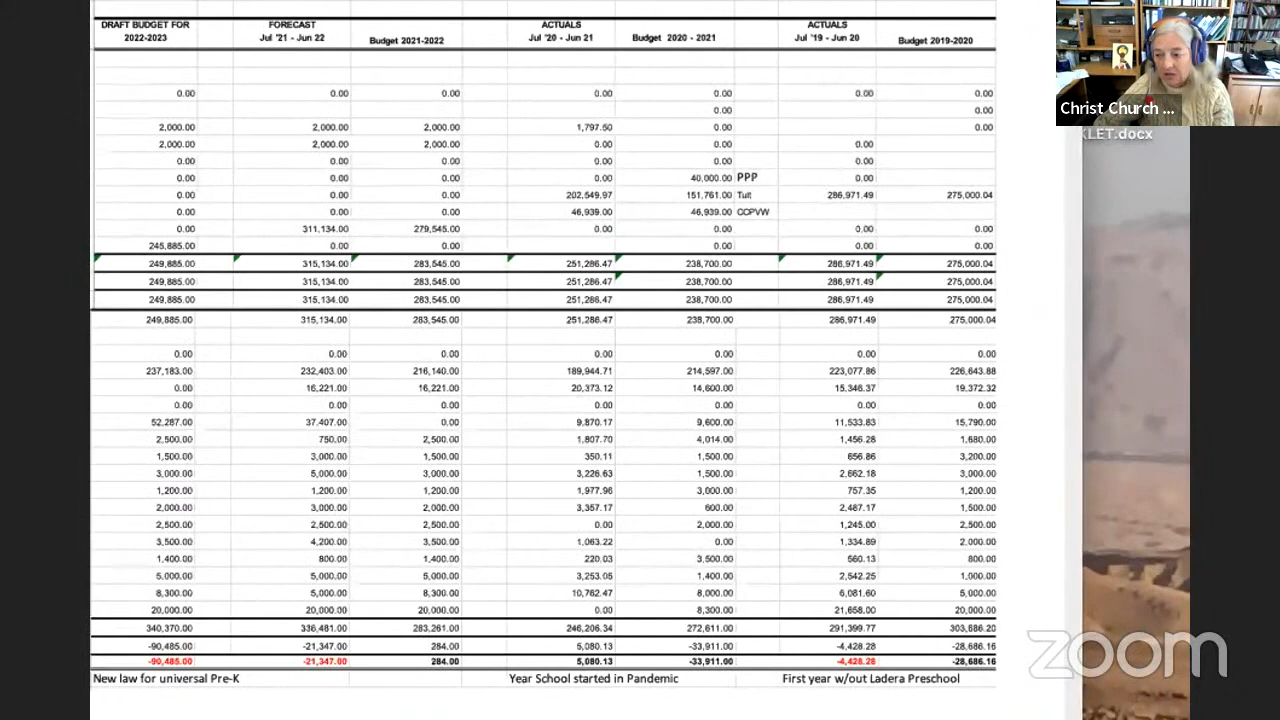 DRAFT BUDGET FOR 2022-2023 FORECAST Jul '21 - Jun 22 Budget 2021-2022 ACTUALS Jul '20 - Jun 21 Budget 2020 - 2021 ACTUALS Jul '19 - Jun 20 Budget 2019-2020
0.00 0.00 0.00 0.00 0.00 0.00 0.00
0.00 0.00
2,000.00 2,000.00 2,000.00 1,797.50 0.00 0.00
2,000.00 2,000.00 2,000.00 0.00 0.00 0.00
0.00 0.00 0.00 0.00 0.00 0.00
0.00 0.00 0.00 0.00 40,000.00 PPP 0.00
0.00 0.00 0.00 202,549.97 151,761.00 Tuit 286,971.49 275,000.04
0.00 0.00 0.00 46,939.00 46,939.00 CCPVW
0.00 311,134.00 279,545.00 0.00 0.00 0.00 0.00
245,885.00 0.00 0.00 0.00 0.00 0.00
249,885.00 315,134.00 283,545.00 251,286.47 238,700.00 286,971.49 275,000.04
249,885.00 315,134.00 283,545.00 251,286.47 238,700.00 286,971.49 275,000.04
249,885.00 315,134.00 283,545.00 251,286.47 238,700.00 286,971.49 275,000.04
249,885.00 315,134.00 283,545.00 251,286.47 238,700.00 286,971.49 275,000.04
0.00 0.00 0.00 0.00 0.00 0.00 0.00
237,183.00 232,403.00 216,140.00 189,944.71 214,597.00 223,077.86 226,643.88
0.00 16,221.00 16,221.00 20,373.12 14,600.00 15,346.37 19,372.32
0.00 0.00 0.00 0.00 0.00 0.00 0.00
52,287.00 37,407.00 0.00 9,870.17 9,600.00 11,533.83 15,790.00
2,500.00 750.00 2,500.00 1,807.70 4,014.00 1,456.28 1,680.00
1,500.00 3,000.00 1,500.00 350.11 1,500.00 656.86 3,200.00
3,000.00 5,000.00 3,000.00 3,226.63 1,500.00 2,662.18 3,000.00
1,200.00 1,200.00 1,200.00 1,977.96 3,000.00 757.35 1,200.00
2,000.00 3,000.00 2,000.00 3,357.17 600.00 2,487.17 1,500.00
2,500.00 2,500.00 2,500.00 0.00 2,000.00 1,245.00 2,500.00
3,500.00 4,200.00 3,500.00 1,063.22 0.00 1,334.89 2,000.00
1,400.00 800.00 1,400.00 220.03 3,500.00 560.13 800.00
5,000.00 5,000.00 5,000.00 3,253.05 1,400.00 2,542.25 1,000.00
8,300.00 5,000.00 8,300.00 10,762.47 8,000.00 6,081.60 5,000.00
20,000.00 20,000.00 20,000.00 0.00 8,300.00 21,658.00 20,000.00
340,370.00 336,481.00 283,261.00 246,206.34 272,611.00 291,399.77 303,686.20
-90,485.00 -21,347.00 284.00 5,080.13 -33,911.00 -4,428.28 -28,686.16
-90,485.00 -21,347.00 284.00 5,080.13 -33,911.00 -4,428.28 -28,686.16
New law for universal Pre-K Year School started in Pandemic First year w/out Ladera Preschool
Christ Church ...
KLET.docx
zoom